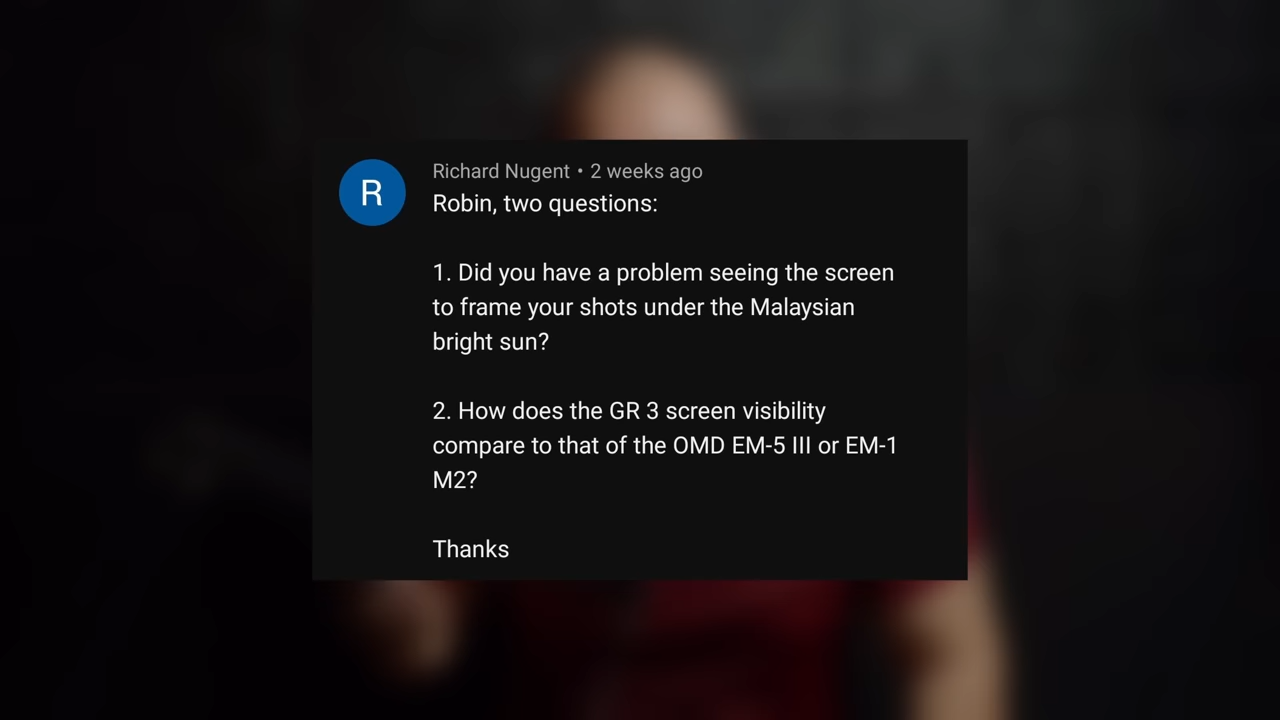 R
Richard Nugent • 2 weeks ago
Robin, two questions:
1. Did you have a problem seeing the screen
to frame your shots under the Malaysian
bright sun?
2. How does the GR 3 screen visibility
compare to that of the OMD EM-5 III or EM-1
M2?
Thanks